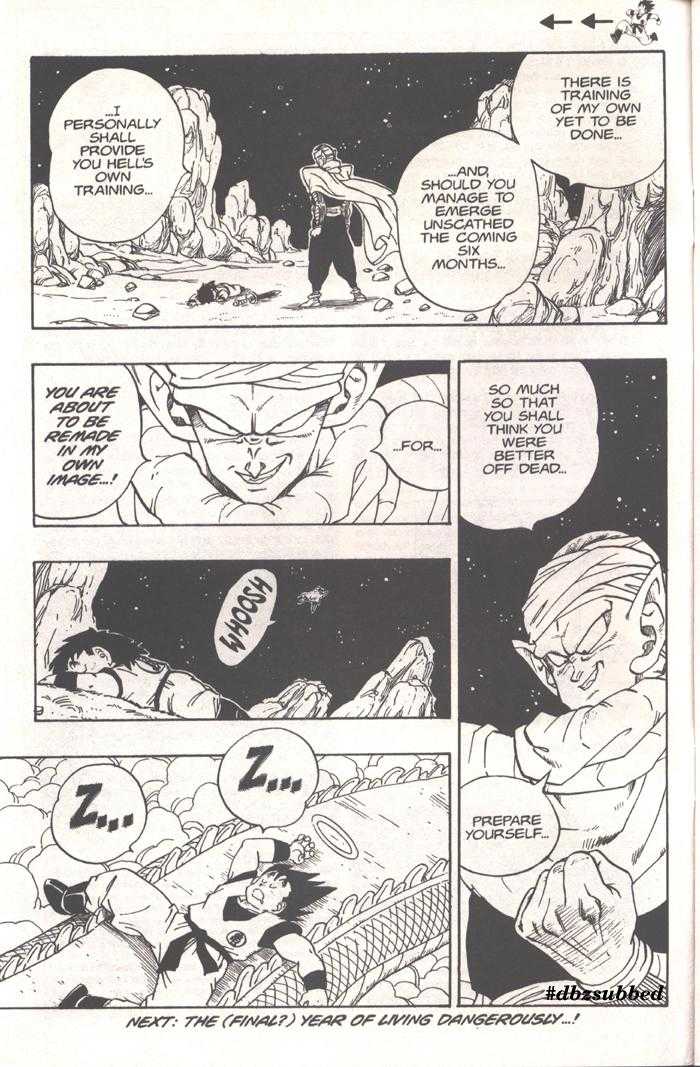 THERE IS
TRAINING
OF MY OWN
YET TO BE
DONE...
...AND,
SHOULD YOU
MANAGE TO
EMERGE
UNSCATHED
THE COMING
SIX
MONTHS...
...I
PERSONALLY
SHALL
PROVIDE
YOU HELL'S
OWN
TRAINING...
SO MUCH
SO THAT
YOU SHALL
THINK YOU
WERE
BETTER
OFF DEAD...
PREPARE
YOURSELF...
...FOR...
YOU ARE
ABOUT
TO BE
REMADE
IN MY
OWN
IMAGE...!
WHOOSH
Z...
Z...
#dbzsubbed
NEXT: THE (FINAL?) YEAR OF LIVING DANGEROUSLY...!